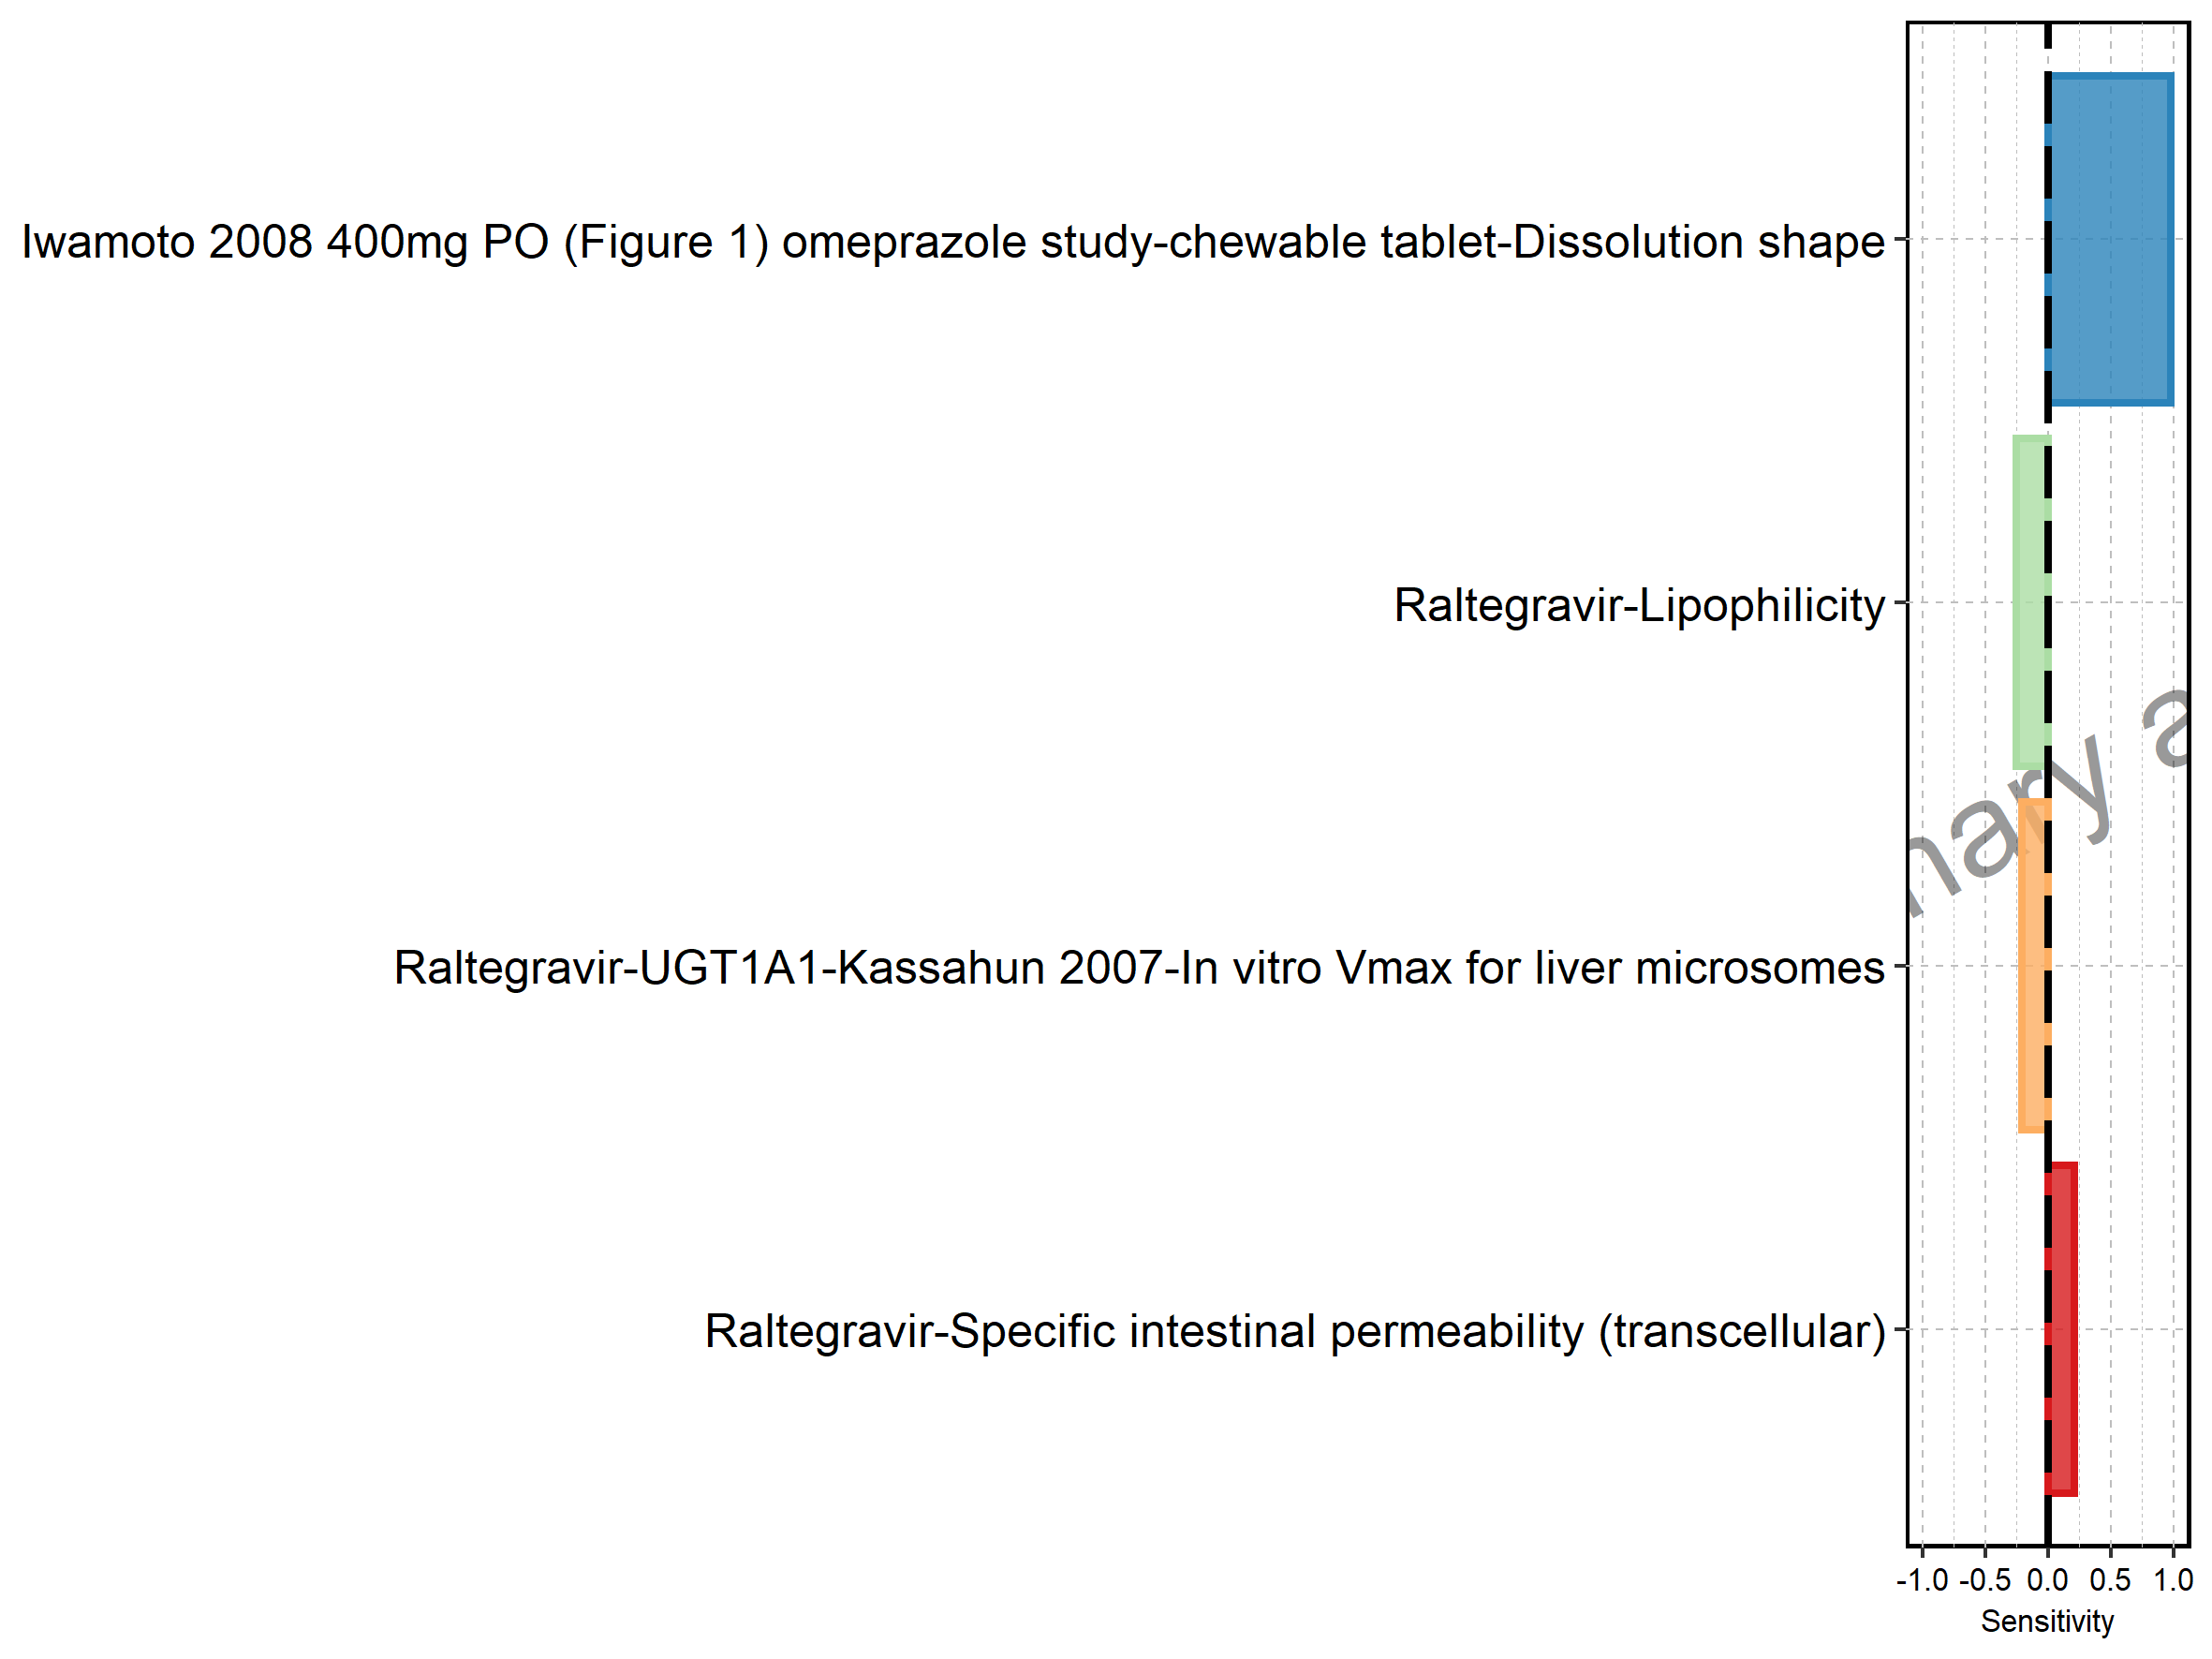 Iwamoto 2008 400mg PO (Figure 1) omeprazole study-chewable tablet-Dissolution shape
Raltegravir-Lipophilicity
Raltegravir-UGT1A1-Kassahun 2007-In vitro Vmax for liver microsomes
Raltegravir-Specific intestinal permeability (transcellular)
-1.0 -0.5 0.0 0.5 1.0
Sensitivity